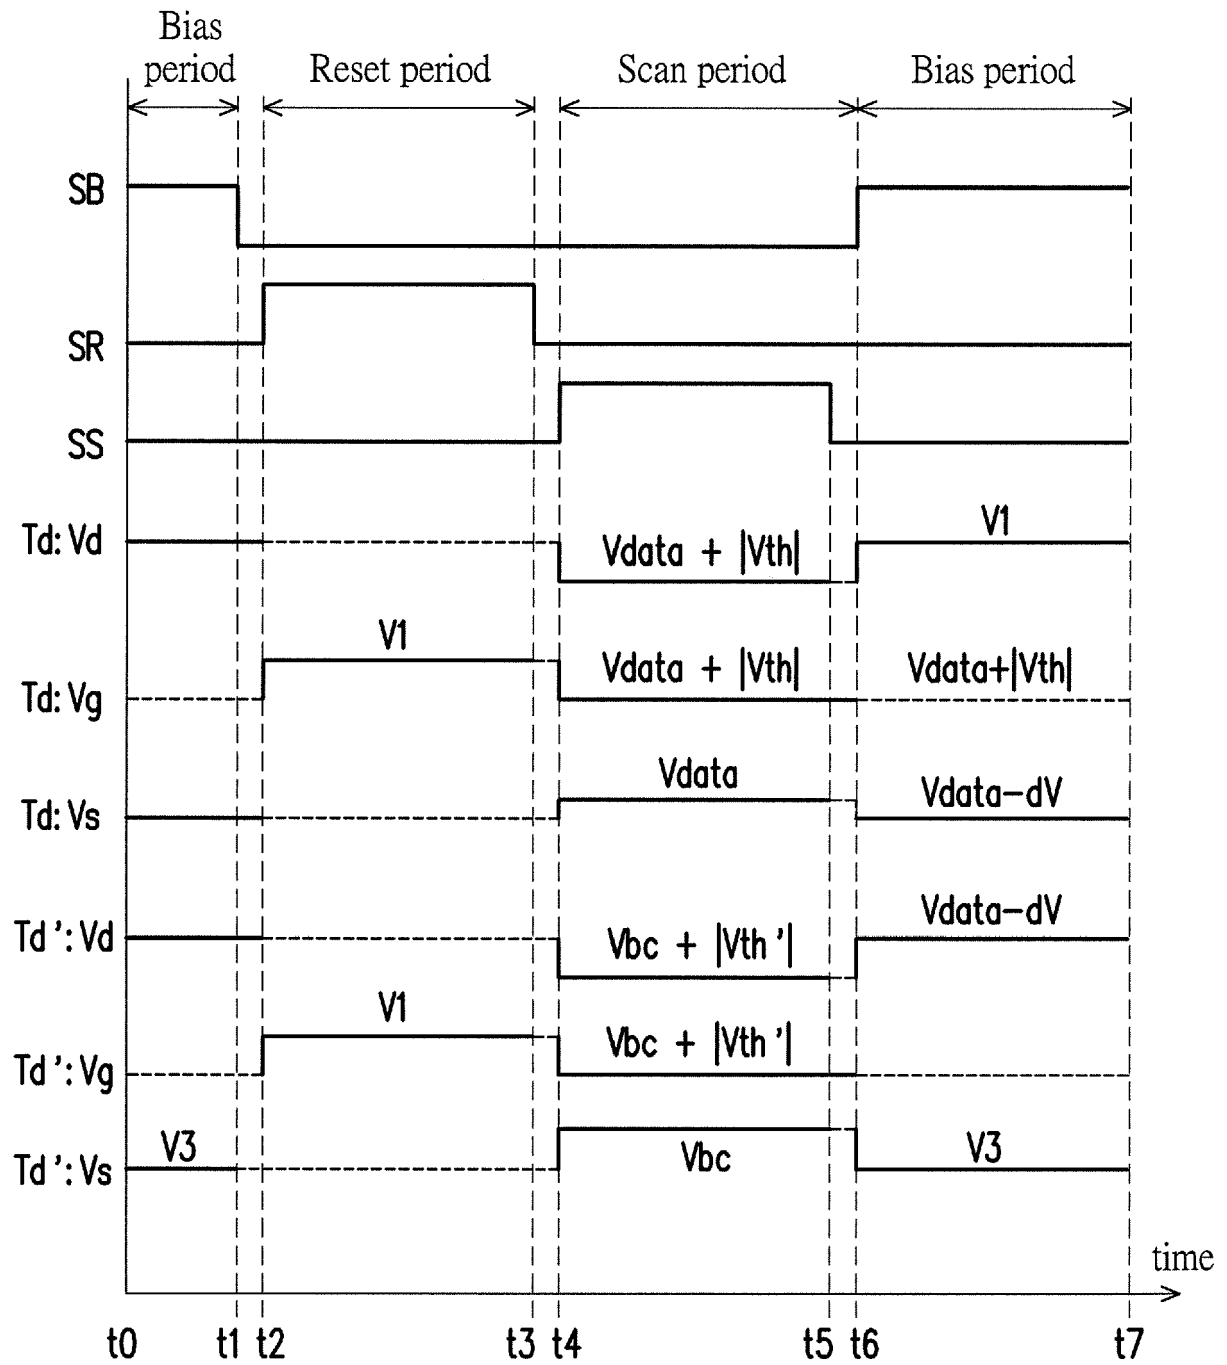 Bias
period
Reset period
Scan period
Bias period
SB
SR
SS
Td: Vd
Vdata + |Vth|
V1
Td: Vg
V1
Vdata + |Vth|
Vdata+|Vth|
Td: Vs
Vdata
Vdata-dV
Td ': Vd
Vbc + |Vth '|
Vdata-dV
Td ': Vg
V1
Vbc + |Vth '|
Td ': Vs
V3
Vbc
V3
time
t0 t1 t2 t3 t4 t5 t6 t7